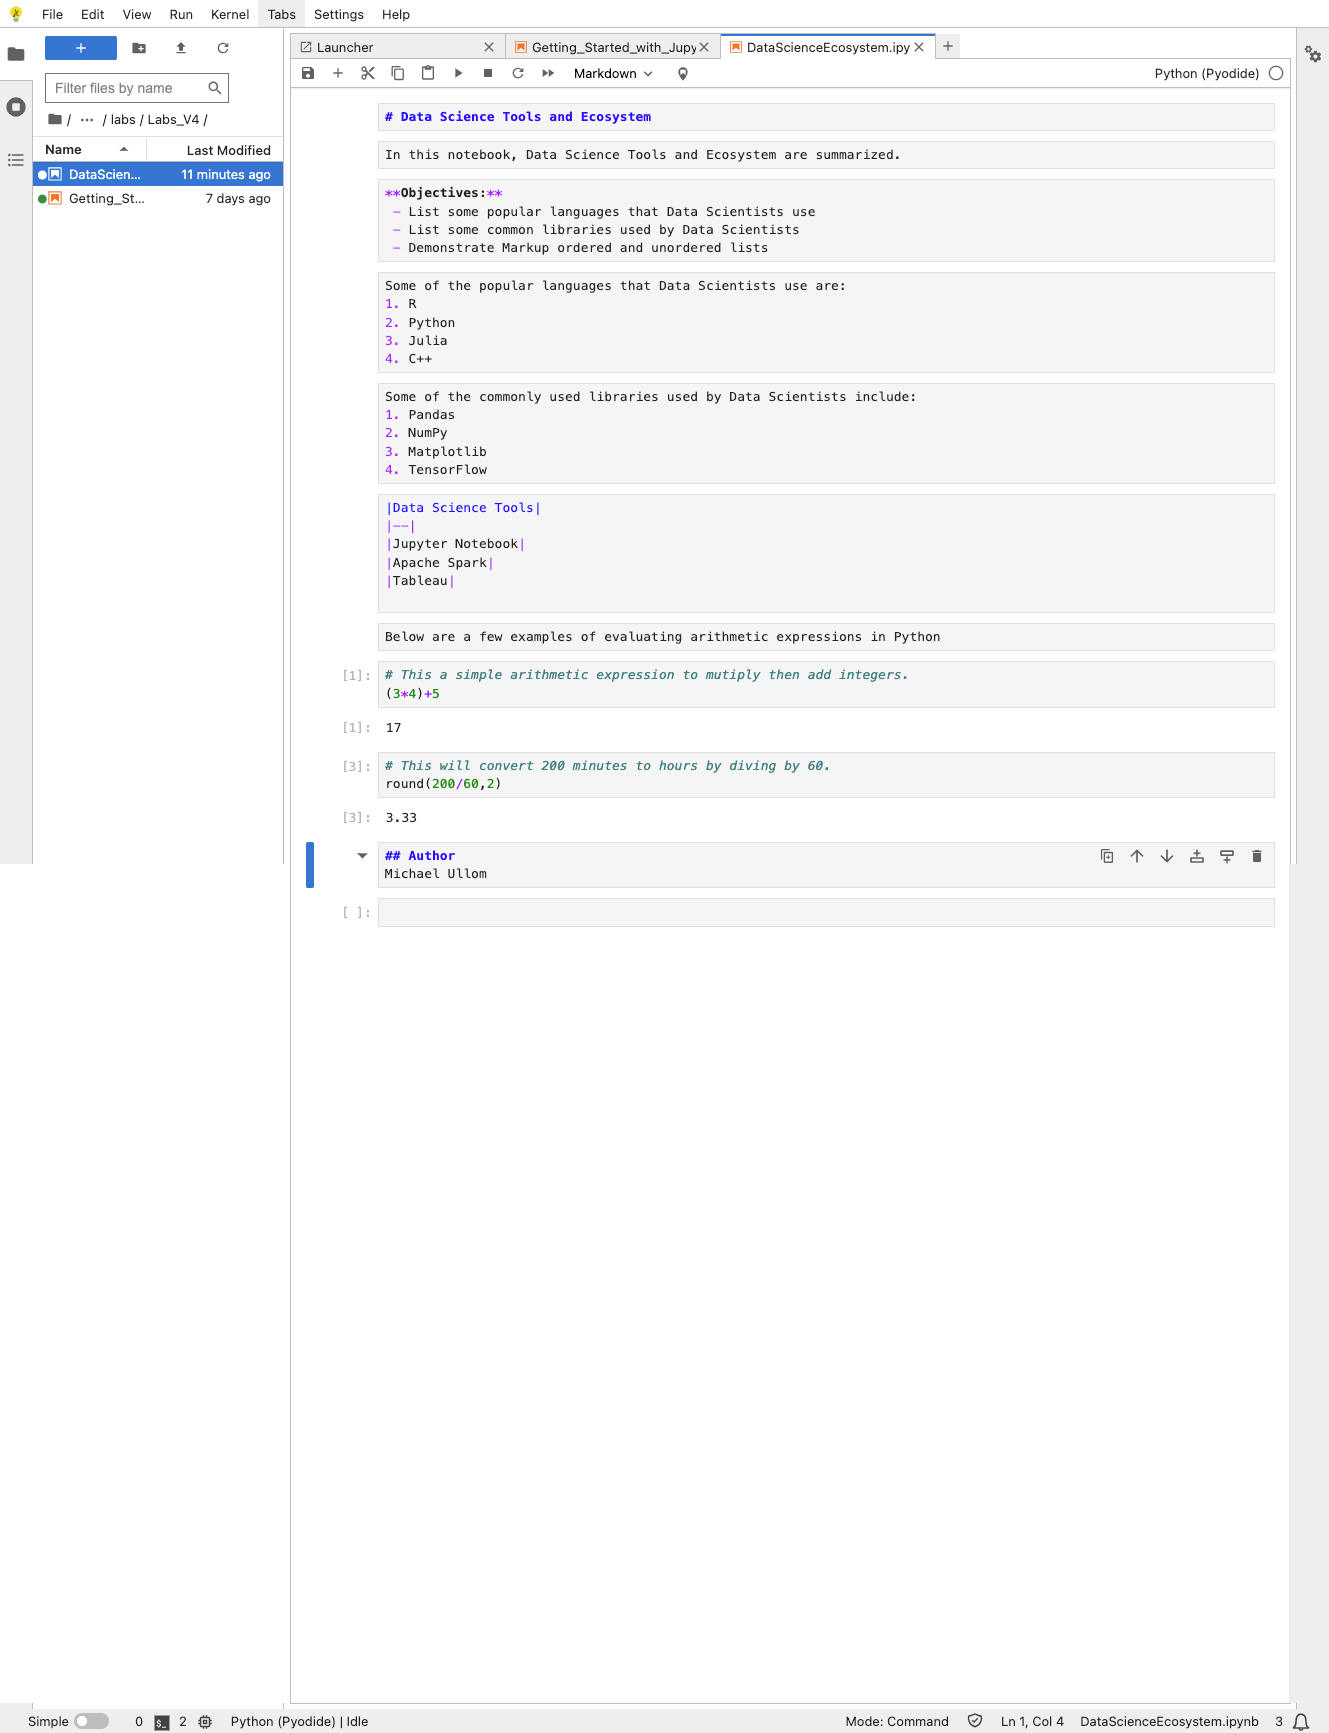 File Edit View Run Kernel Tabs Settings Help
Launcher
Getting_Started_with_Jupy
DataScienceEcosystem.ipy
Markdown
Python (Pyodide)
Filter files by name
/ ··· / labs / Labs_V4 /
Name Last Modified
DataScien... 11 minutes ago
Getting_St... 7 days ago
# Data Science Tools and Ecosystem
In this notebook, Data Science Tools and Ecosystem are summarized.
**Objectives:**
- List some popular languages that Data Scientists use
- List some common libraries used by Data Scientists
- Demonstrate Markup ordered and unordered lists
Some of the popular languages that Data Scientists use are:
1. R
2. Python
3. Julia
4. C++
Some of the commonly used libraries used by Data Scientists include:
1. Pandas
2. NumPy
3. Matplotlib
4. TensorFlow
|Data Science Tools|
|--|
|Jupyter Notebook|
|Apache Spark|
|Tableau|
Below are a few examples of evaluating arithmetic expressions in Python
[1]: # This a simple arithmetic expression to mutiply then add integers.
(3*4)+5
[1]: 17
[3]: # This will convert 200 minutes to hours by diving by 60.
round(200/60,2)
[3]: 3.33
## Author
Michael Ullom
[ ]:
Simple 0 $_ 2 Python (Pyodide) | Idle Mode: Command Ln 1, Col 4 DataScienceEcosystem.ipynb 3